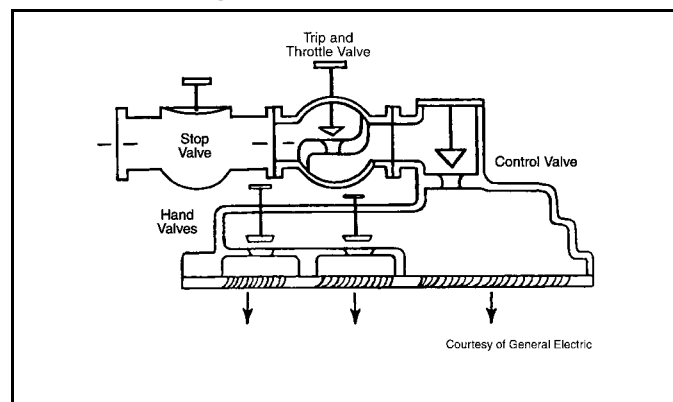 Trip and
Throttle Valve
Stop
Valve
Control Valve
Hand
Valves
Courtesy of General Electric